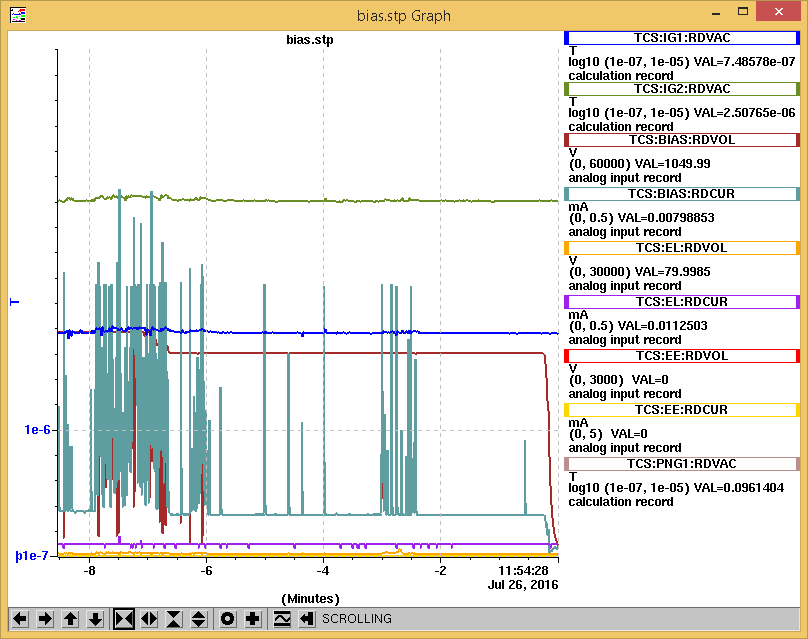 bias.stp Graph
bias.stp
TCS:IG1:RDVAC
T
log10 (1e-07, 1e-05) VAL=7.48578e-07
calculation record
TCS:IG2:RDVAC
T
log10 (1e-07, 1e-05) VAL=2.50765e-06
calculation record
TCS:BIAS:RDVOL
V
(0, 60000) VAL=1049.99
analog input record
TCS:BIAS:RDCUR
mA
(0, 0.5) VAL=0.00798853
analog input record
TCS:EL:RDVOL
V
(0, 30000) VAL=79.9985
analog input record
TCS:EL:RDCUR
mA
(0, 0.5) VAL=0.0112503
analog input record
TCS:EE:RDVOL
V
(0, 3000) VAL=0
analog input record
TCS:EE:RDCUR
mA
(0, 5) VAL=0
analog input record
TCS:PNG1:RDVAC
T
log10 (1e-07, 1e-05) VAL=0.0961404
calculation record
T
1e-6
1e-7
-8 -6 -4 -2 11:54:28
Jul 26, 2016
(Minutes)
SCROLLING